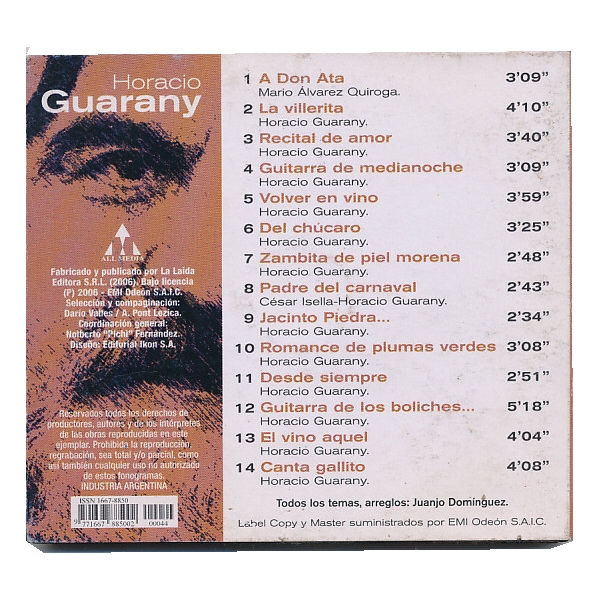 Horacio
Guarany
ALL MEDIA
Fabricado y publicado por La Laida
Editora S.R.L. (2006). Bajo licencia
(P) 2006 - EMI Odeón S.A.I.C.
Selección y compaginación:
Darío Valles / A. Pont Lezica.
Coordinación general:
Nolberto "Pichi" Fernández.
Diseño: Editorial Ikon S.A.
Reservados todos los derechos de
productores, autores y de los intérpretes
de las obras reproducidas en este
ejemplar. Prohibida la reproducción,
regrabación, sea total y/o parcial, como
así también cualquier uso no autorizado
de estos fonogramas.
INDUSTRIA ARGENTINA
ISSN 1667-8850
9 771667 885002
00044
1 A Don Ata 3'09"
Mario Álvarez Quiroga.
2 La villerita 4'10"
Horacio Guarany.
3 Recital de amor 3'40"
Horacio Guarany.
4 Guitarra de medianoche 3'09"
Horacio Guarany.
5 Volver en vino 3'59"
Horacio Guarany.
6 Del chúcaro 3'25"
Horacio Guarany.
7 Zambita de piel morena 2'48"
Horacio Guarany.
8 Padre del carnaval 2'43"
César Isella-Horacio Guarany.
9 Jacinto Piedra... 2'34"
Horacio Guarany.
10 Romance de plumas verdes 3'08"
Horacio Guarany.
11 Desde siempre 2'51"
Horacio Guarany.
12 Guitarra de los boliches... 5'18"
Horacio Guarany.
13 El vino aquel 4'04"
Horacio Guarany.
14 Canta gallito 4'08"
Horacio Guarany.
Todos los temas, arreglos: Juanjo Domínguez.
Label Copy y Master suministrados por EMI Odeón S.A.I.C.